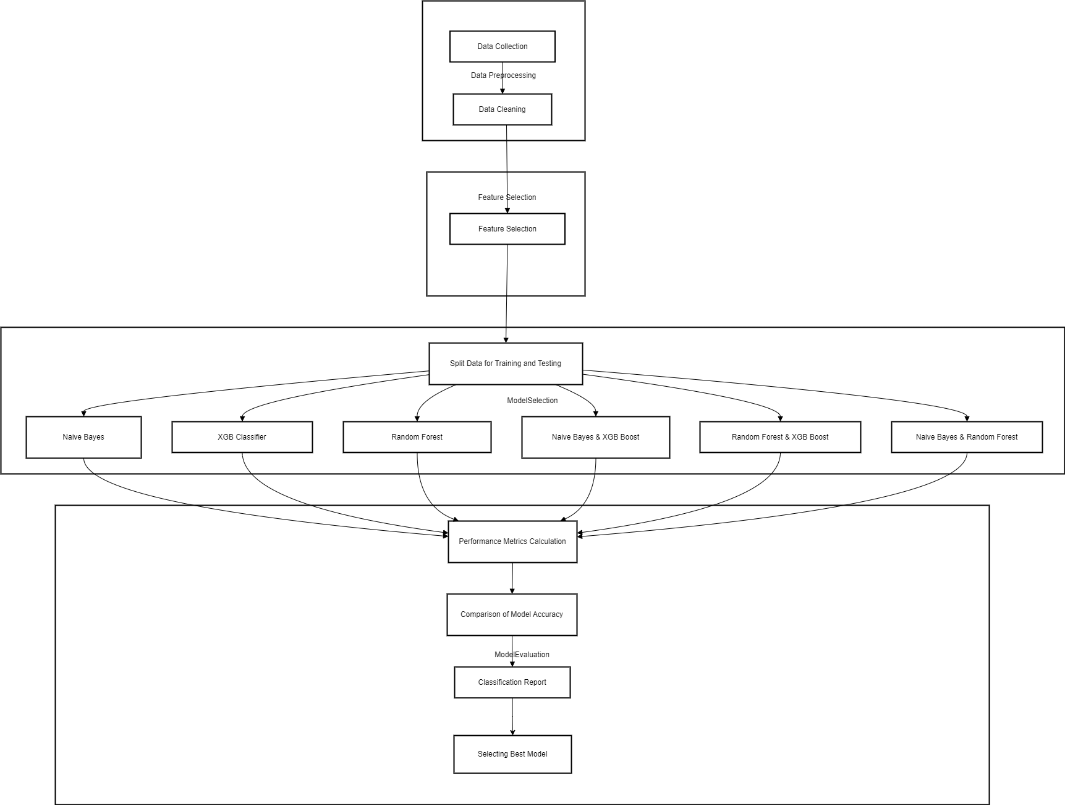 Data Collection
Data Preprocessing
Data Cleaning
Feature Selection
Feature Selection
Split Data for Training and Testing
ModelSelection
Naive Bayes
XGB Classifier
Random Forest
Naive Bayes & XGB Boost
Random Forest & XGB Boost
Naive Bayes & Random Forest
Performance Metrics Calculation
Comparison of Model Accuracy
ModelEvaluation
Classification Report
Selecting Best Model